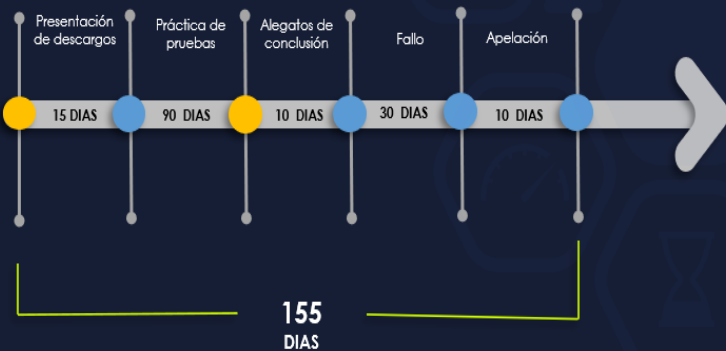 Presentación
de descargos
Práctica de
pruebas
Alegatos de
conclusión
Fallo
Apelación
15 DIAS
90 DIAS
10 DIAS
30 DIAS
10 DIAS
155
DIAS